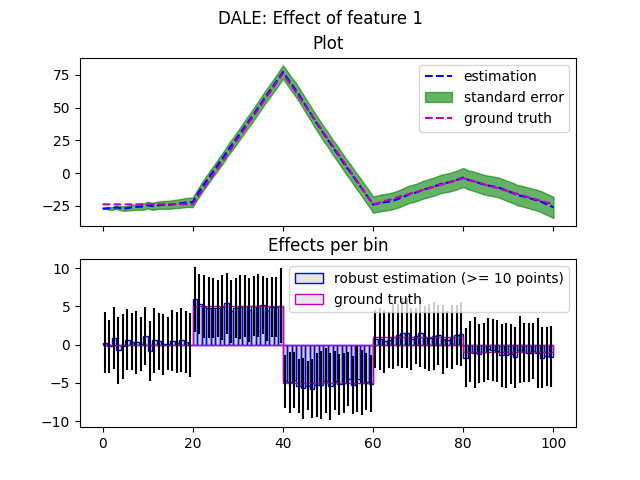 DALE: Effect of feature 1
Plot
75
50
25
0
−25
estimation
standard error
ground truth
Effects per bin
10
5
0
−5
−10
robust estimation (>= 10 points)
ground truth
0
20
40
60
80
100